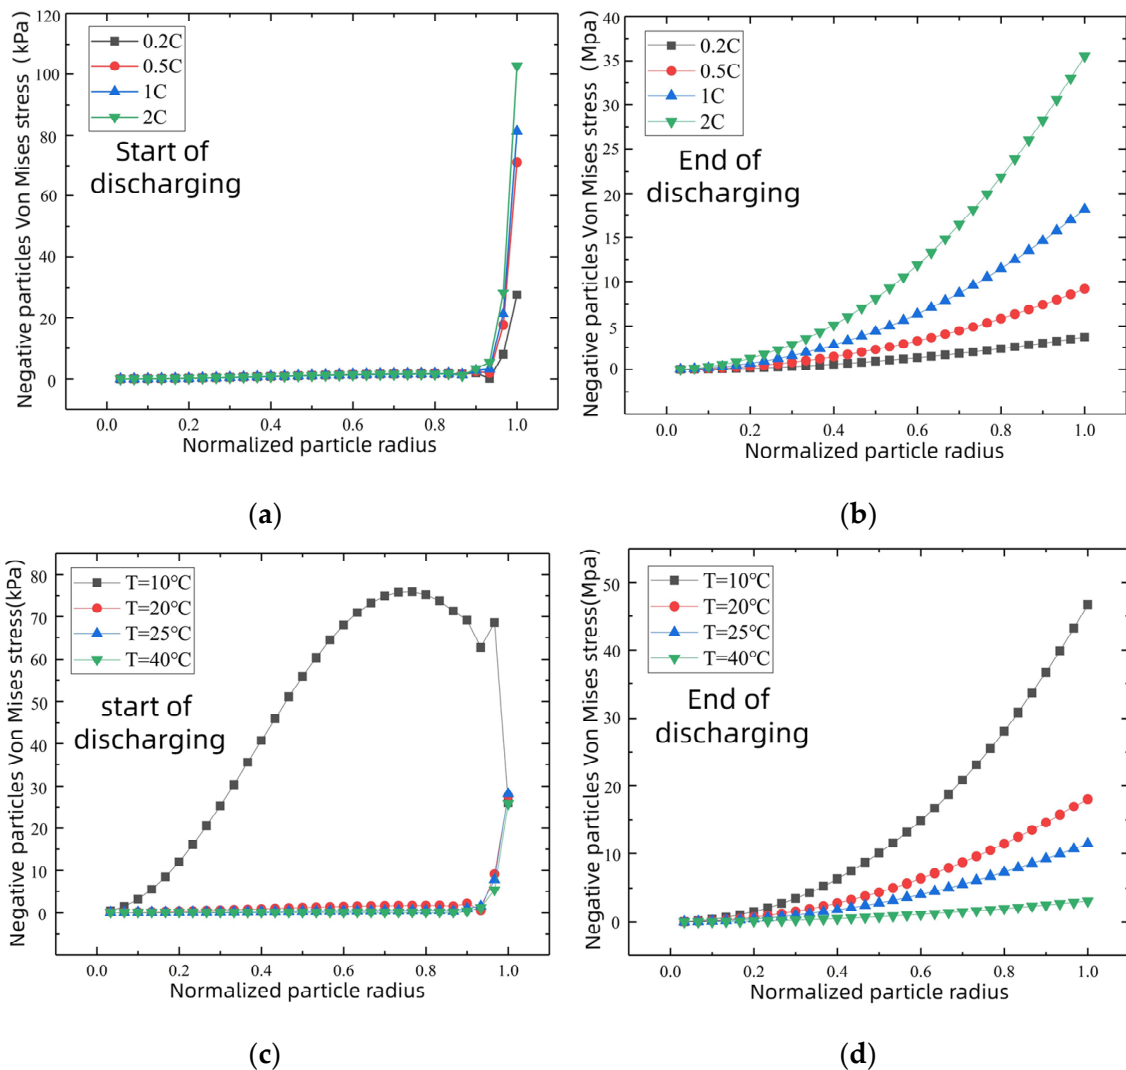 Negative particles Von Mises stress (kPa)
120
100
80
60
40
20
0
0.2C
0.5C
1C
2C
Start of
discharging
0.0 0.2 0.4 0.6 0.8 1.0
Normalized particle radius
(a)
Negative particles Von Mises stress (Mpa)
40
35
30
25
20
15
10
5
0
0.2C
0.5C
1C
2C
End of
discharging
0.0 0.2 0.4 0.6 0.8 1.0
Normalized particle radius
(b)
Negative particles Von Mises stress(kPa)
80
75
60
50
40
30
20
10
0
T=10℃
T=20℃
T=25℃
T=40℃
start of
discharging
0.0 0.2 0.4 0.6 0.8 1.0
Normalized particle radius
(c)
Negative particles Von Mises stress(Mpa)
50
40
30
20
10
0
T=10℃
T=20℃
T=25℃
T=40℃
End of
discharging
0.0 0.2 0.4 0.6 0.8 1.0
Normalized particle radius
(d)